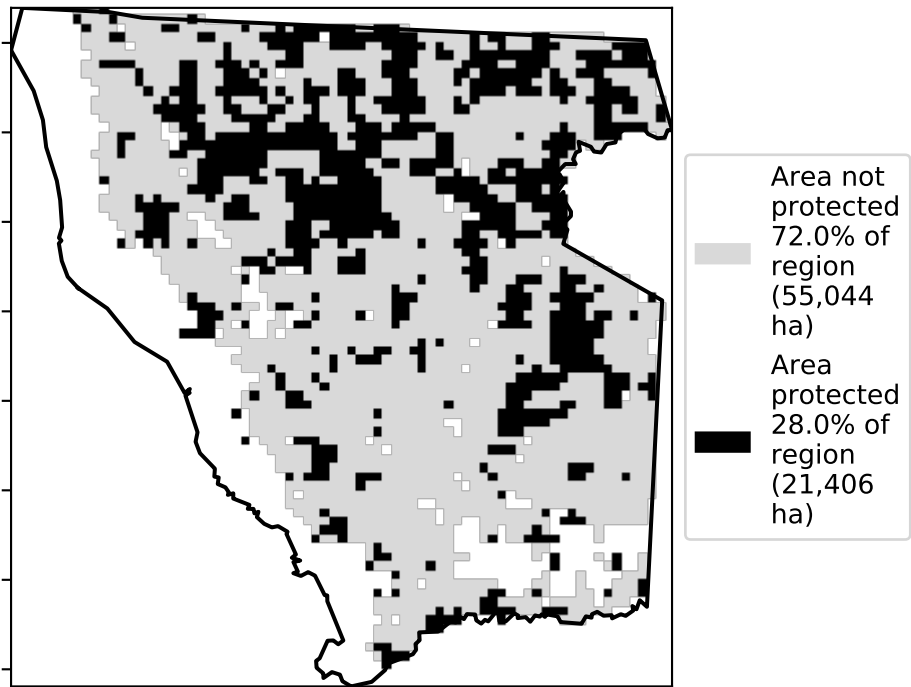 Area not
protected
72.0% of
region
(55,044
ha)
Area
protected
28.0% of
region
(21,406
ha)